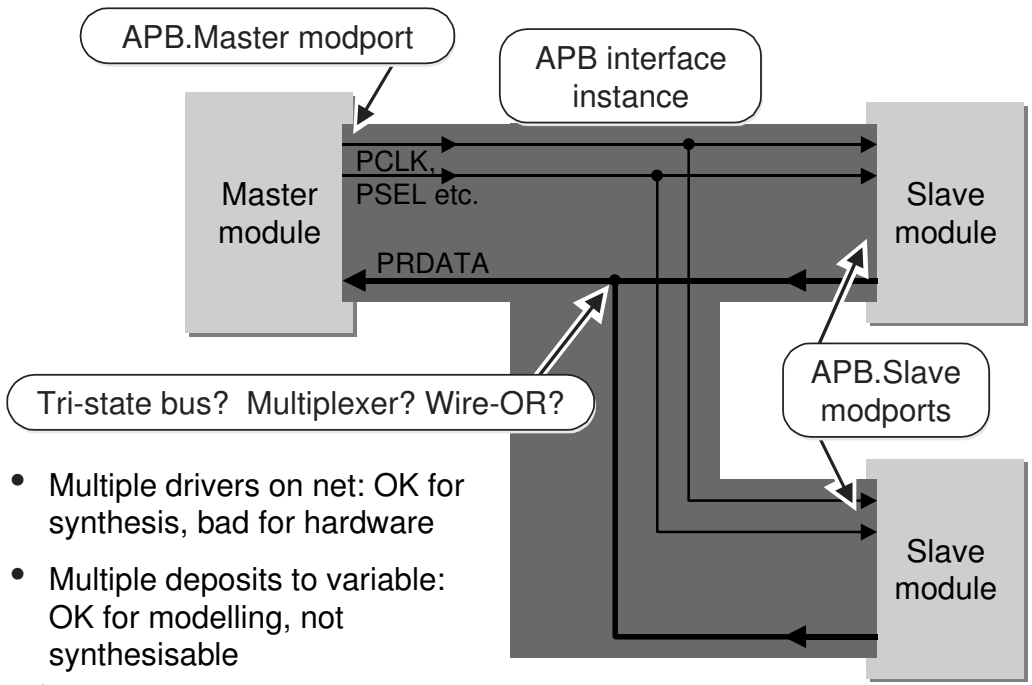 APB.Master modport
APB interface
instance
Master
module
PCLK,
PSEL etc.
PRDATA
Slave
module
APB.Slave
modports
Tri-state bus? Multiplexer? Wire-OR?
• Multiple drivers on net: OK for
synthesis, bad for hardware
• Multiple deposits to variable:
OK for modelling, not
synthesisable
Slave
module